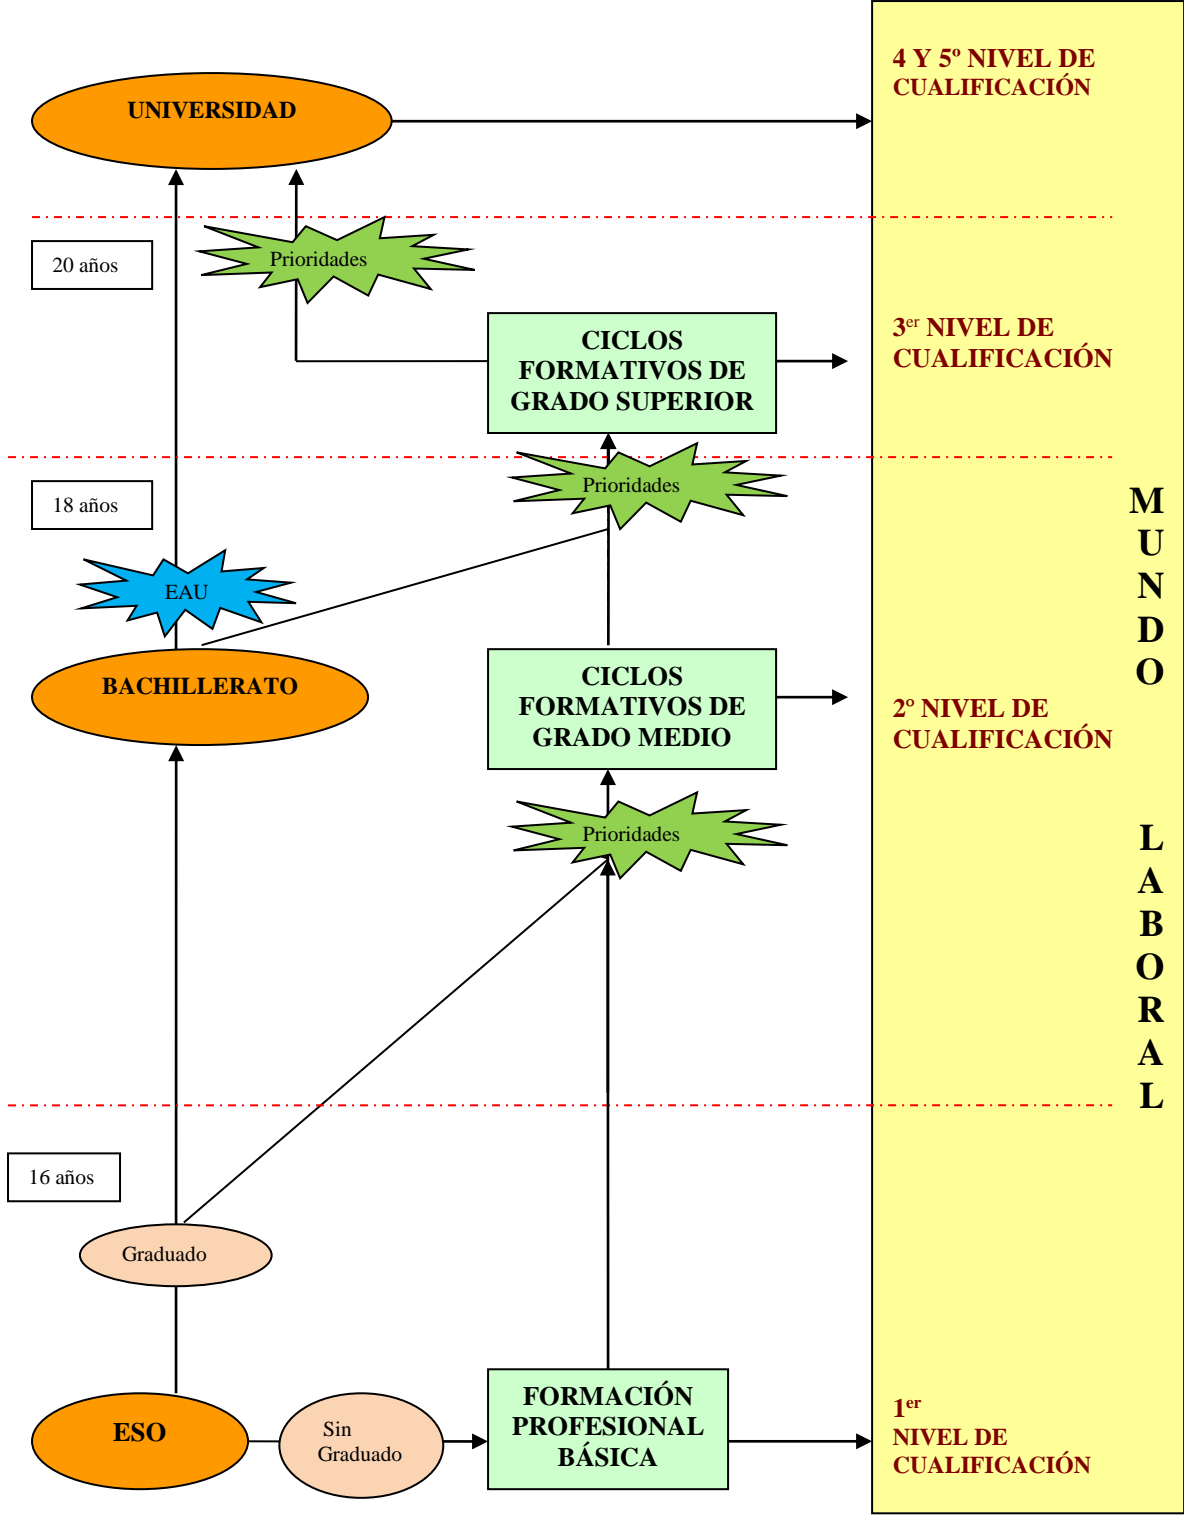 4 Y 5º NIVEL DE
CUALIFICACIÓN
UNIVERSIDAD
20 años
Prioridades
CICLOS
FORMATIVOS DE
GRADO SUPERIOR
3er NIVEL DE
CUALIFICACIÓN
18 años
Prioridades
EAU
BACHILLERATO
CICLOS
FORMATIVOS DE
GRADO MEDIO
2º NIVEL DE
CUALIFICACIÓN
Prioridades
M
U
N
D
O
L
A
B
O
R
A
L
16 años
Graduado
ESO
Sin
Graduado
FORMACIÓN
PROFESIONAL
BÁSICA
1er
NIVEL DE
CUALIFICACIÓN